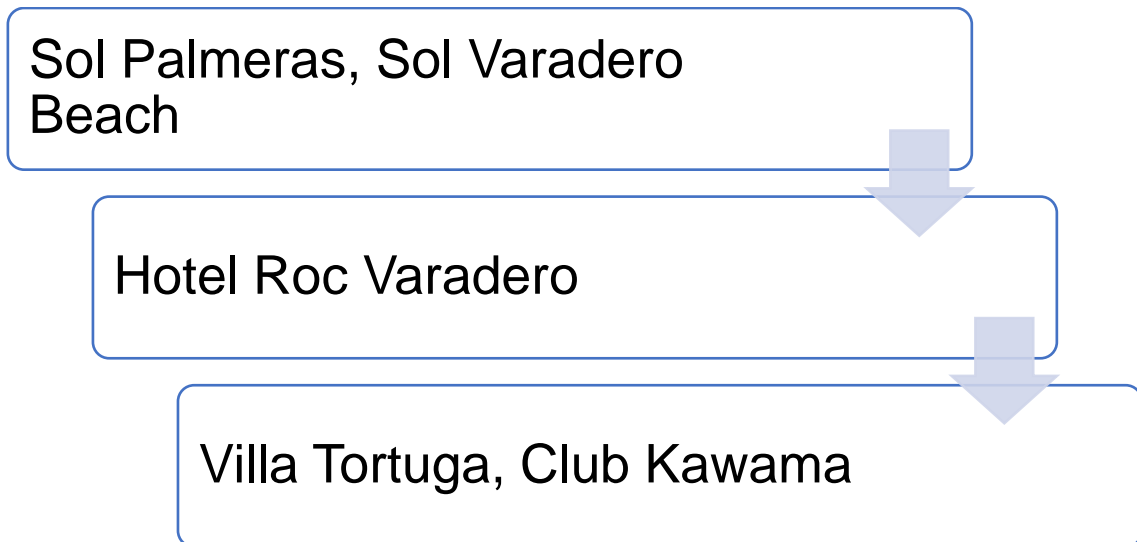 Sol Palmeras, Sol Varadero
Beach
Hotel Roc Varadero
Villa Tortuga, Club Kawama